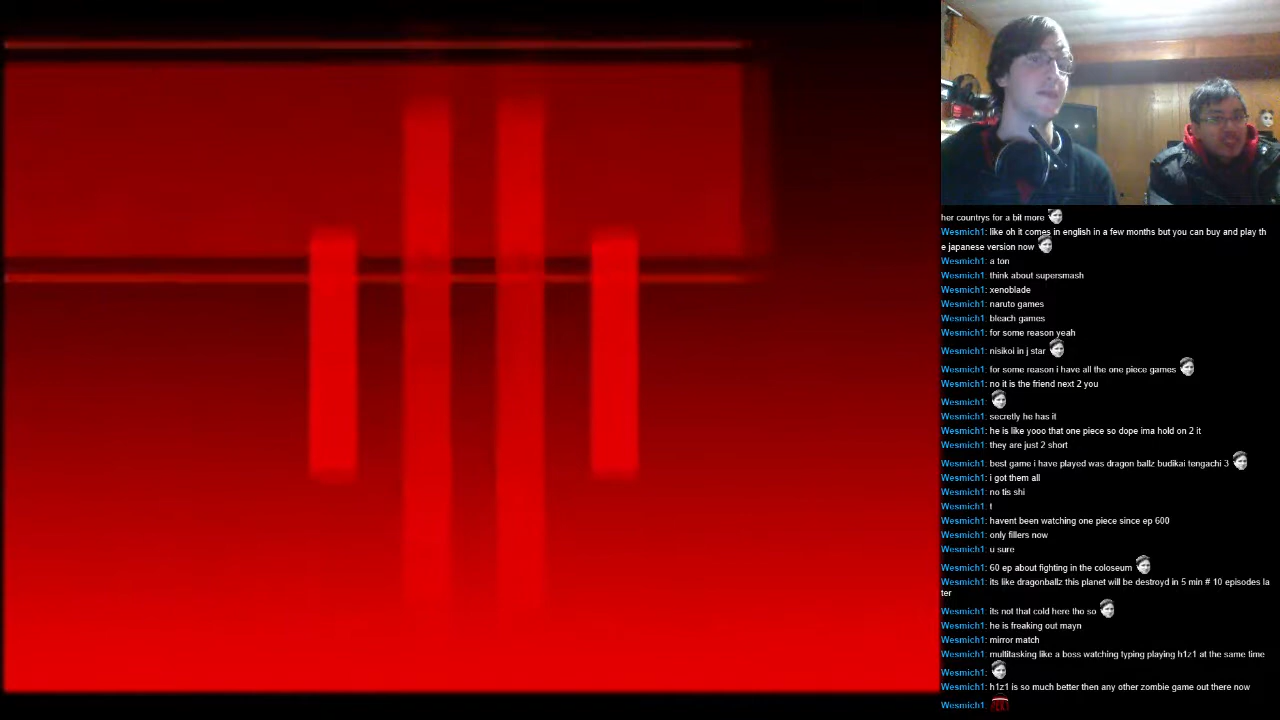 her countrys for a bit more
Wesmich1: like oh it comes in english in a few months but you can buy and play th
e japanese version now
Wesmich1: a ton
Wesmich1: think about supersmash
Wesmich1: xenoblade
Wesmich1: naruto games
Wesmich1: bleach games
Wesmich1: for some reason yeah
Wesmich1: nisikoi in j star
Wesmich1: for some reason i have all the one piece games
Wesmich1: no it is the friend next 2 you
Wesmich1:
Wesmich1: secretly he has it
Wesmich1: he is like yooo that one piece so dope ima hold on 2 it
Wesmich1: they are just 2 short
Wesmich1: best game i have played was dragon ballz budikai tengachi 3
Wesmich1: i got them all
Wesmich1: no tis shi
Wesmich1: t
Wesmich1: havent been watching one piece since ep 600
Wesmich1: only fillers now
Wesmich1: u sure
Wesmich1: 60 ep about fighting in the coloseum
Wesmich1: its like dragonballz this planet will be destroyd in 5 min # 10 episodes la
ter
Wesmich1: its not that cold here tho so
Wesmich1: he is freaking out mayn
Wesmich1: mirror match
Wesmich1: multitasking like a boss watching typing playing h1z1 at the same time
Wesmich1:
Wesmich1: h1z1 is so much better then any other zombie game out there now
Wesmich1: